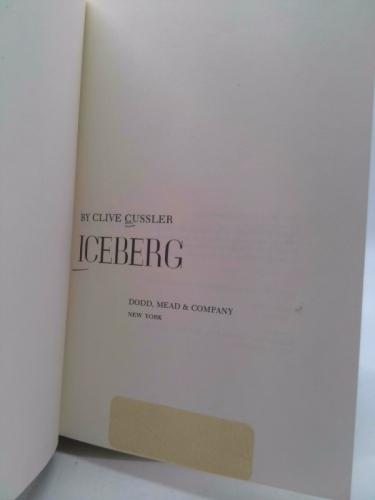 BY CLIVE CUSSLER
ICEBERG
DODD, MEAD & COMPANY
NEW YORK